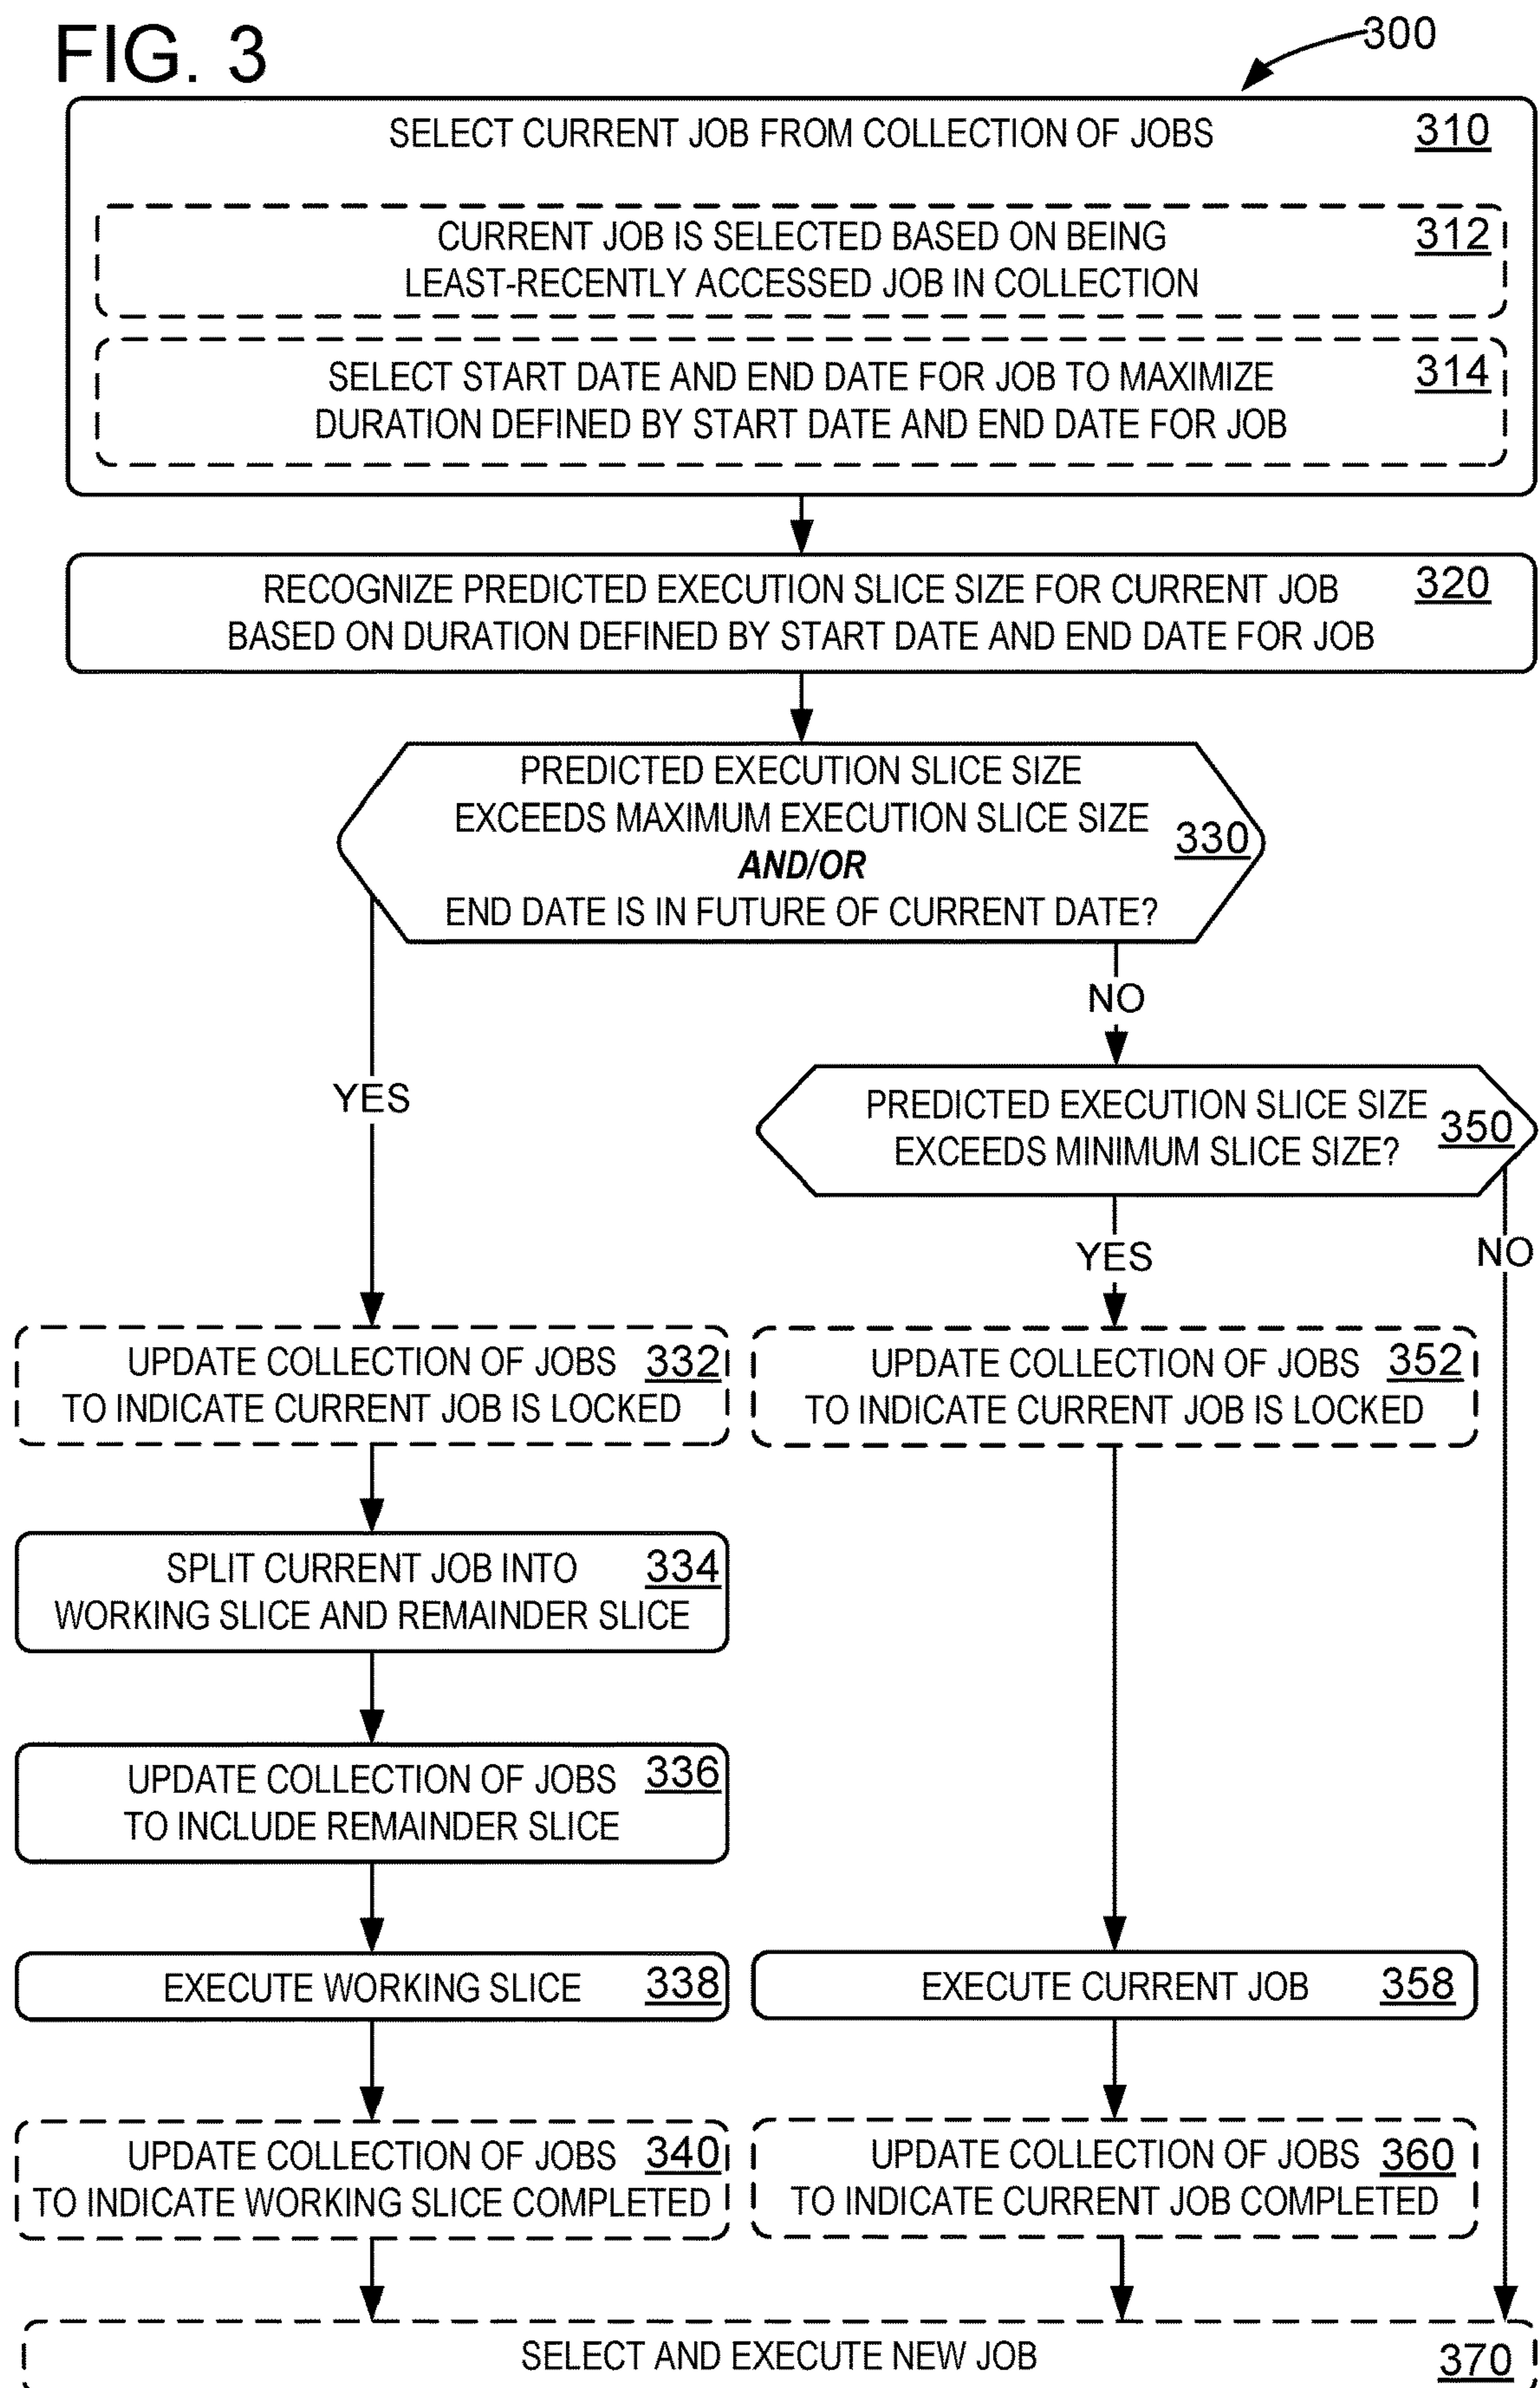 FIG. 3
300
SELECT CURRENT JOB FROM COLLECTION OF JOBS 310
CURRENT JOB IS SELECTED BASED ON BEING 312
LEAST-RECENTLY ACCESSED JOB IN COLLECTION
SELECT START DATE AND END DATE FOR JOB TO MAXIMIZE 314
DURATION DEFINED BY START DATE AND END DATE FOR JOB
RECOGNIZE PREDICTED EXECUTION SLICE SIZE FOR CURRENT JOB 320
BASED ON DURATION DEFINED BY START DATE AND END DATE FOR JOB
PREDICTED EXECUTION SLICE SIZE
EXCEEDS MAXIMUM EXECUTION SLICE SIZE 330
AND/OR
END DATE IS IN FUTURE OF CURRENT DATE?
NO
YES
PREDICTED EXECUTION SLICE SIZE 350
EXCEEDS MINIMUM SLICE SIZE?
YES
NO
UPDATE COLLECTION OF JOBS 332
TO INDICATE CURRENT JOB IS LOCKED
UPDATE COLLECTION OF JOBS 352
TO INDICATE CURRENT JOB IS LOCKED
SPLIT CURRENT JOB INTO 334
WORKING SLICE AND REMAINDER SLICE
UPDATE COLLECTION OF JOBS 336
TO INCLUDE REMAINDER SLICE
EXECUTE WORKING SLICE 338
EXECUTE CURRENT JOB 358
UPDATE COLLECTION OF JOBS 340
TO INDICATE WORKING SLICE COMPLETED
UPDATE COLLECTION OF JOBS 360
TO INDICATE CURRENT JOB COMPLETED
SELECT AND EXECUTE NEW JOB 370